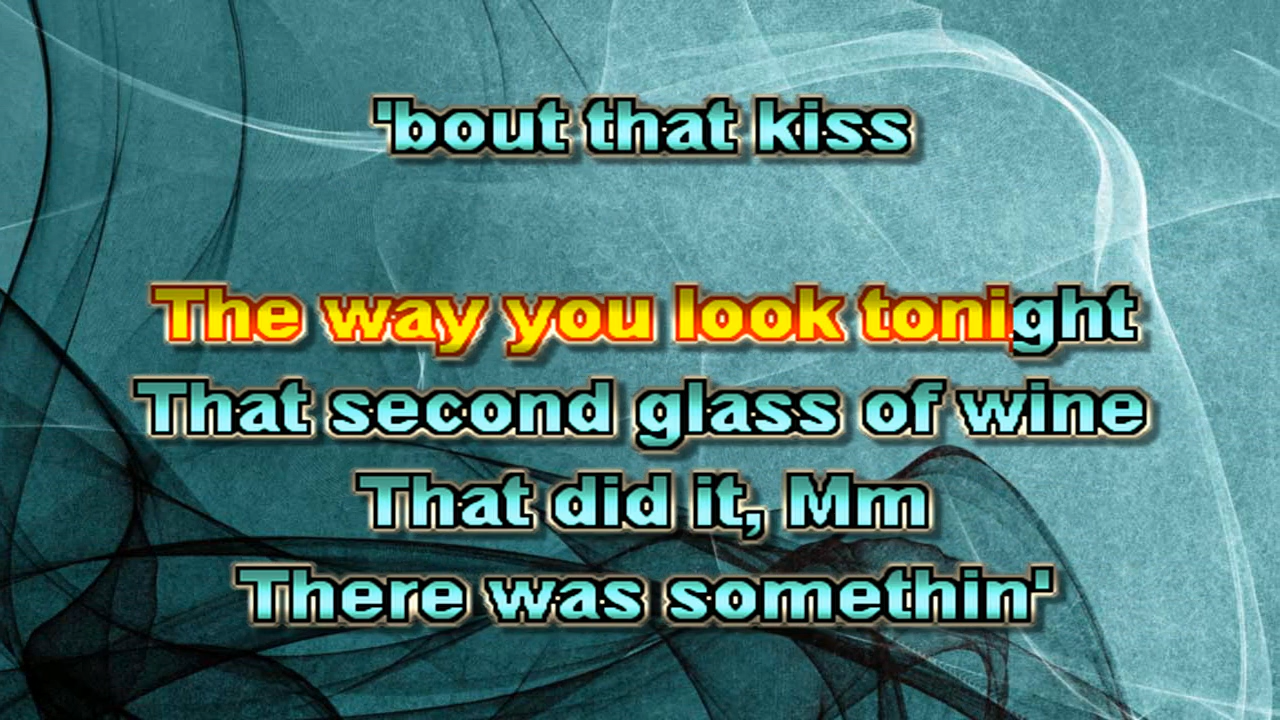 'bout that kiss
The way you look tonight
That second glass of wine
That did it, Mm
There was somethin'